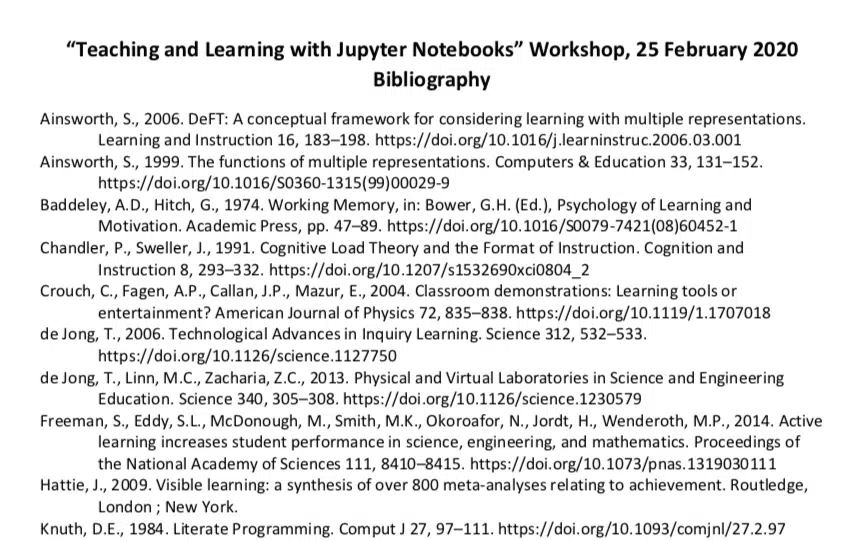 “Teaching and Learning with Jupyter Notebooks” Workshop, 25 February 2020
Bibliography
Ainsworth, S., 2006. DeFT: A conceptual framework for considering learning with multiple representations.
Learning and Instruction 16, 183–198. https://doi.org/10.1016/j.learninstruc.2006.03.001
Ainsworth, S., 1999. The functions of multiple representations. Computers & Education 33, 131–152.
https://doi.org/10.1016/S0360-1315(99)00029-9
Baddeley, A.D., Hitch, G., 1974. Working Memory, in: Bower, G.H. (Ed.), Psychology of Learning and
Motivation. Academic Press, pp. 47–89. https://doi.org/10.1016/S0079-7421(08)60452-1
Chandler, P., Sweller, J., 1991. Cognitive Load Theory and the Format of Instruction. Cognition and
Instruction 8, 293–332. https://doi.org/10.1207/s1532690xci0804_2
Crouch, C., Fagen, A.P., Callan, J.P., Mazur, E., 2004. Classroom demonstrations: Learning tools or
entertainment? American Journal of Physics 72, 835–838. https://doi.org/10.1119/1.1707018
de Jong, T., 2006. Technological Advances in Inquiry Learning. Science 312, 532–533.
https://doi.org/10.1126/science.1127750
de Jong, T., Linn, M.C., Zacharia, Z.C., 2013. Physical and Virtual Laboratories in Science and Engineering
Education. Science 340, 305–308. https://doi.org/10.1126/science.1230579
Freeman, S., Eddy, S.L., McDonough, M., Smith, M.K., Okoroafor, N., Jordt, H., Wenderoth, M.P., 2014. Active
learning increases student performance in science, engineering, and mathematics. Proceedings of
the National Academy of Sciences 111, 8410–8415. https://doi.org/10.1073/pnas.1319030111
Hattie, J., 2009. Visible learning: a synthesis of over 800 meta-analyses relating to achievement. Routledge,
London ; New York.
Knuth, D.E., 1984. Literate Programming. Comput J 27, 97–111. https://doi.org/10.1093/comjnl/27.2.97